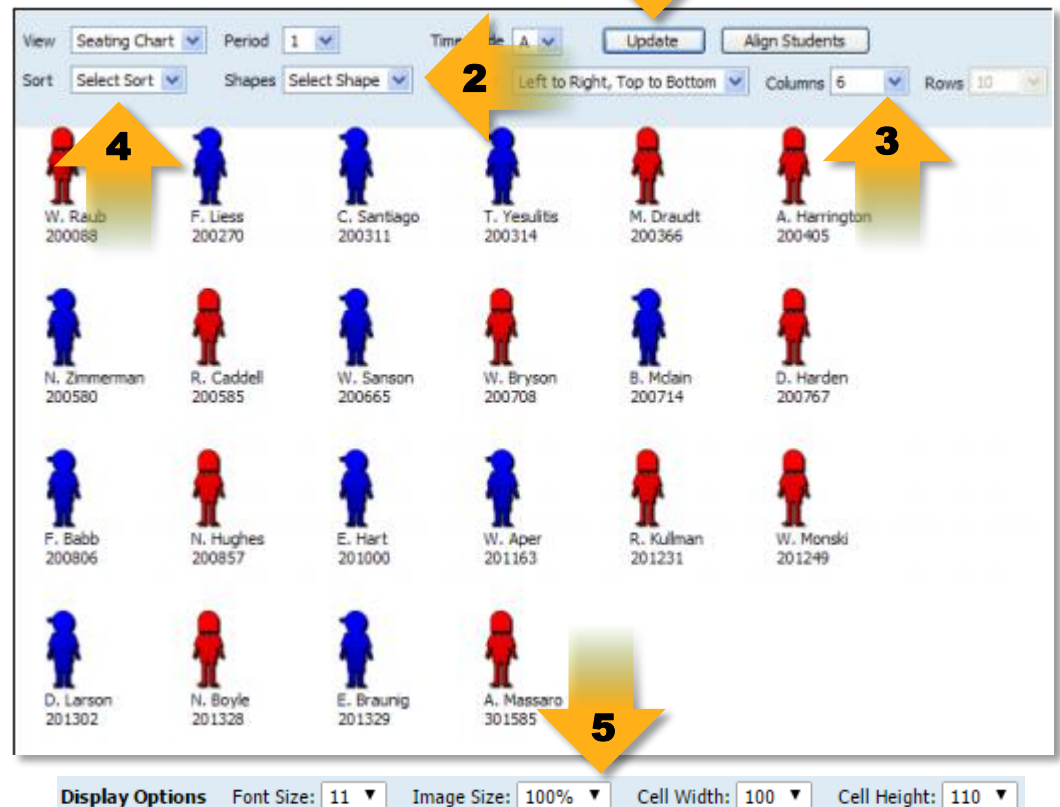 View Seating Chart Period 1 Time A Update Align Students
Sort Select Sort Shapes Select Shape 2 Left to Right, Top to Bottom Columns 6 Rows 10
4 3
W. Raub F. Liess C. Santiago T. Yesulitis M. Draudt A. Harrington
200088 200270 200311 200314 200366 200405
N. Zimmerman R. Caddell W. Sanson W. Bryson B. Mclain D. Harden
200580 200585 200665 200708 200714 200767
F. Babb N. Hughes E. Hart W. Aper R. Kullman W. Monski
200806 200857 201000 201163 201231 201249
D. Larson N. Boyle E. Braunig A. Massaro
201302 201328 201329 301585
5
Display Options Font Size: 11 Image Size: 100% Cell Width: 100 Cell Height: 110